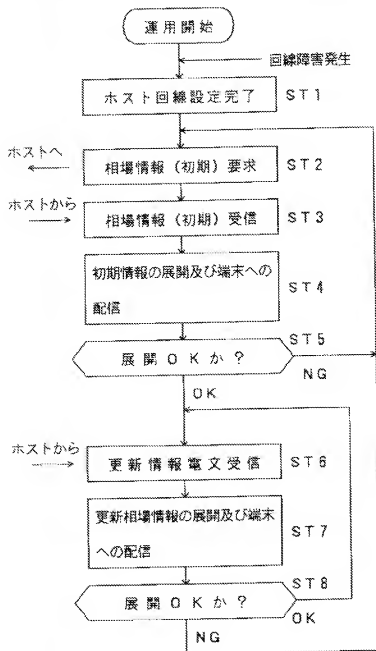 運用開始
回線障害発生
ホスト回線設定完了 ST1
ホストへ
相場情報(初期)要求 ST2
ホストから
相場情報(初期)受信 ST3
初期情報の展開及び端末への
配信
ST4
ST5
展開OKか?
NG
OK
ホストから
更新情報電文受信 ST6
更新相場情報の展開及び端末
への配信
ST7
ST8
展開OKか?
OK
NG